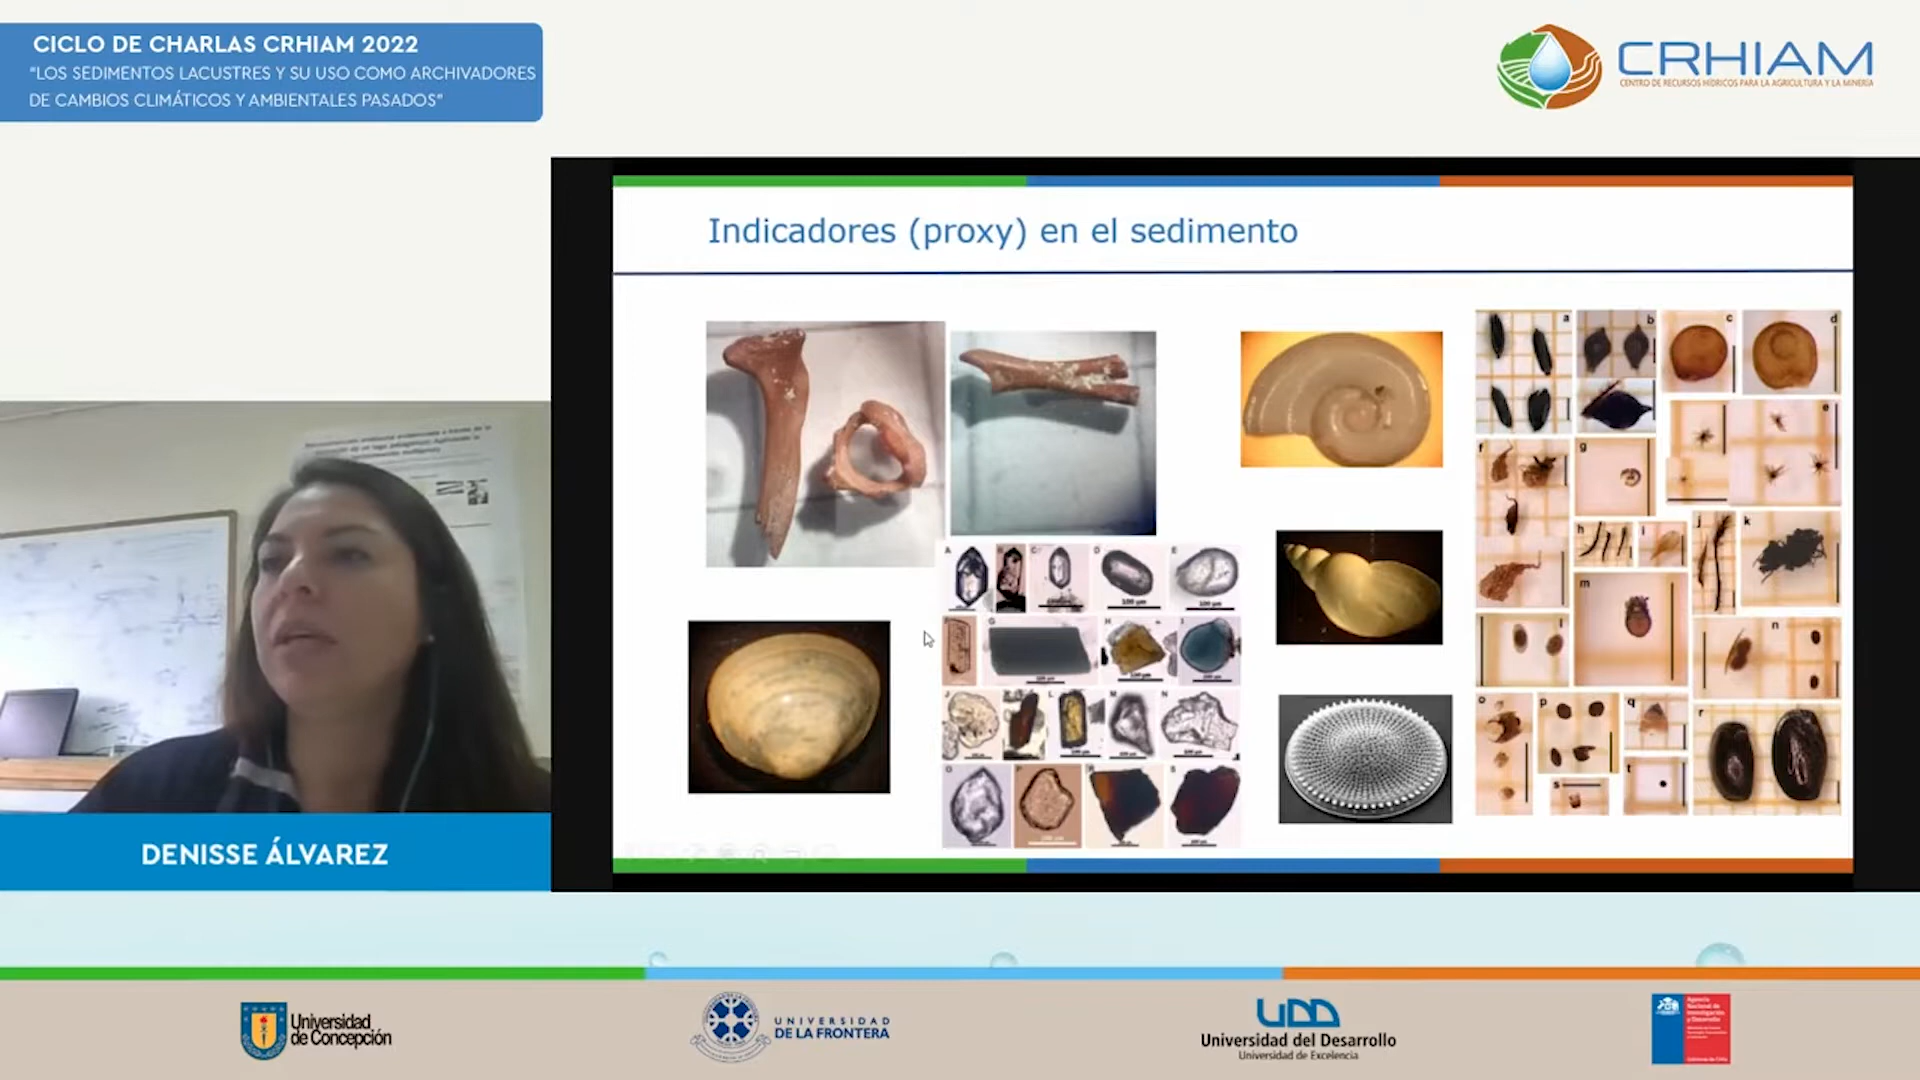 CICLO DE CHARLAS CRHIAM 2022
“LOS SEDIMENTOS LACUSTRES Y SU USO COMO ARCHIVADORES
DE CAMBIOS CLIMÁTICOS Y AMBIENTALES PASADOS”
CRHIAM
CENTRO DE RECURSOS HÍDRICOS PARA LA AGRICULTURA Y LA MINERÍA
Indicadores (proxy) en el sedimento
a b c d
e
f g
h i j k
l m n
o p q r
s t
A B C D E
G H I
J L M N
O P R S
DENISSE ÁLVAREZ
Universidad
de Concepción
UNIVERSIDAD
DE LA FRONTERA
UDD
Universidad del Desarrollo
Universidad de Excelencia
Agencia
Nacional de
Investigación
y Desarrollo